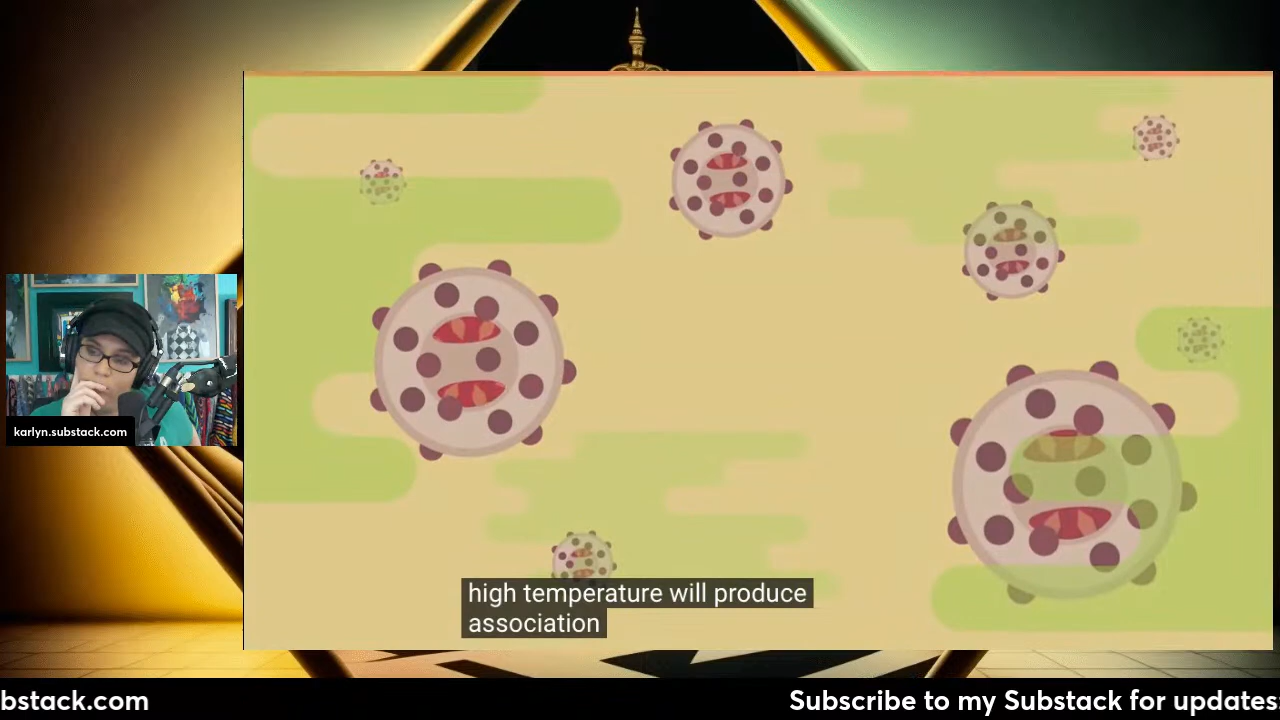 karlyn.substack.com
high temperature will produce
association
bstack.com
Subscribe to my Substack for updates